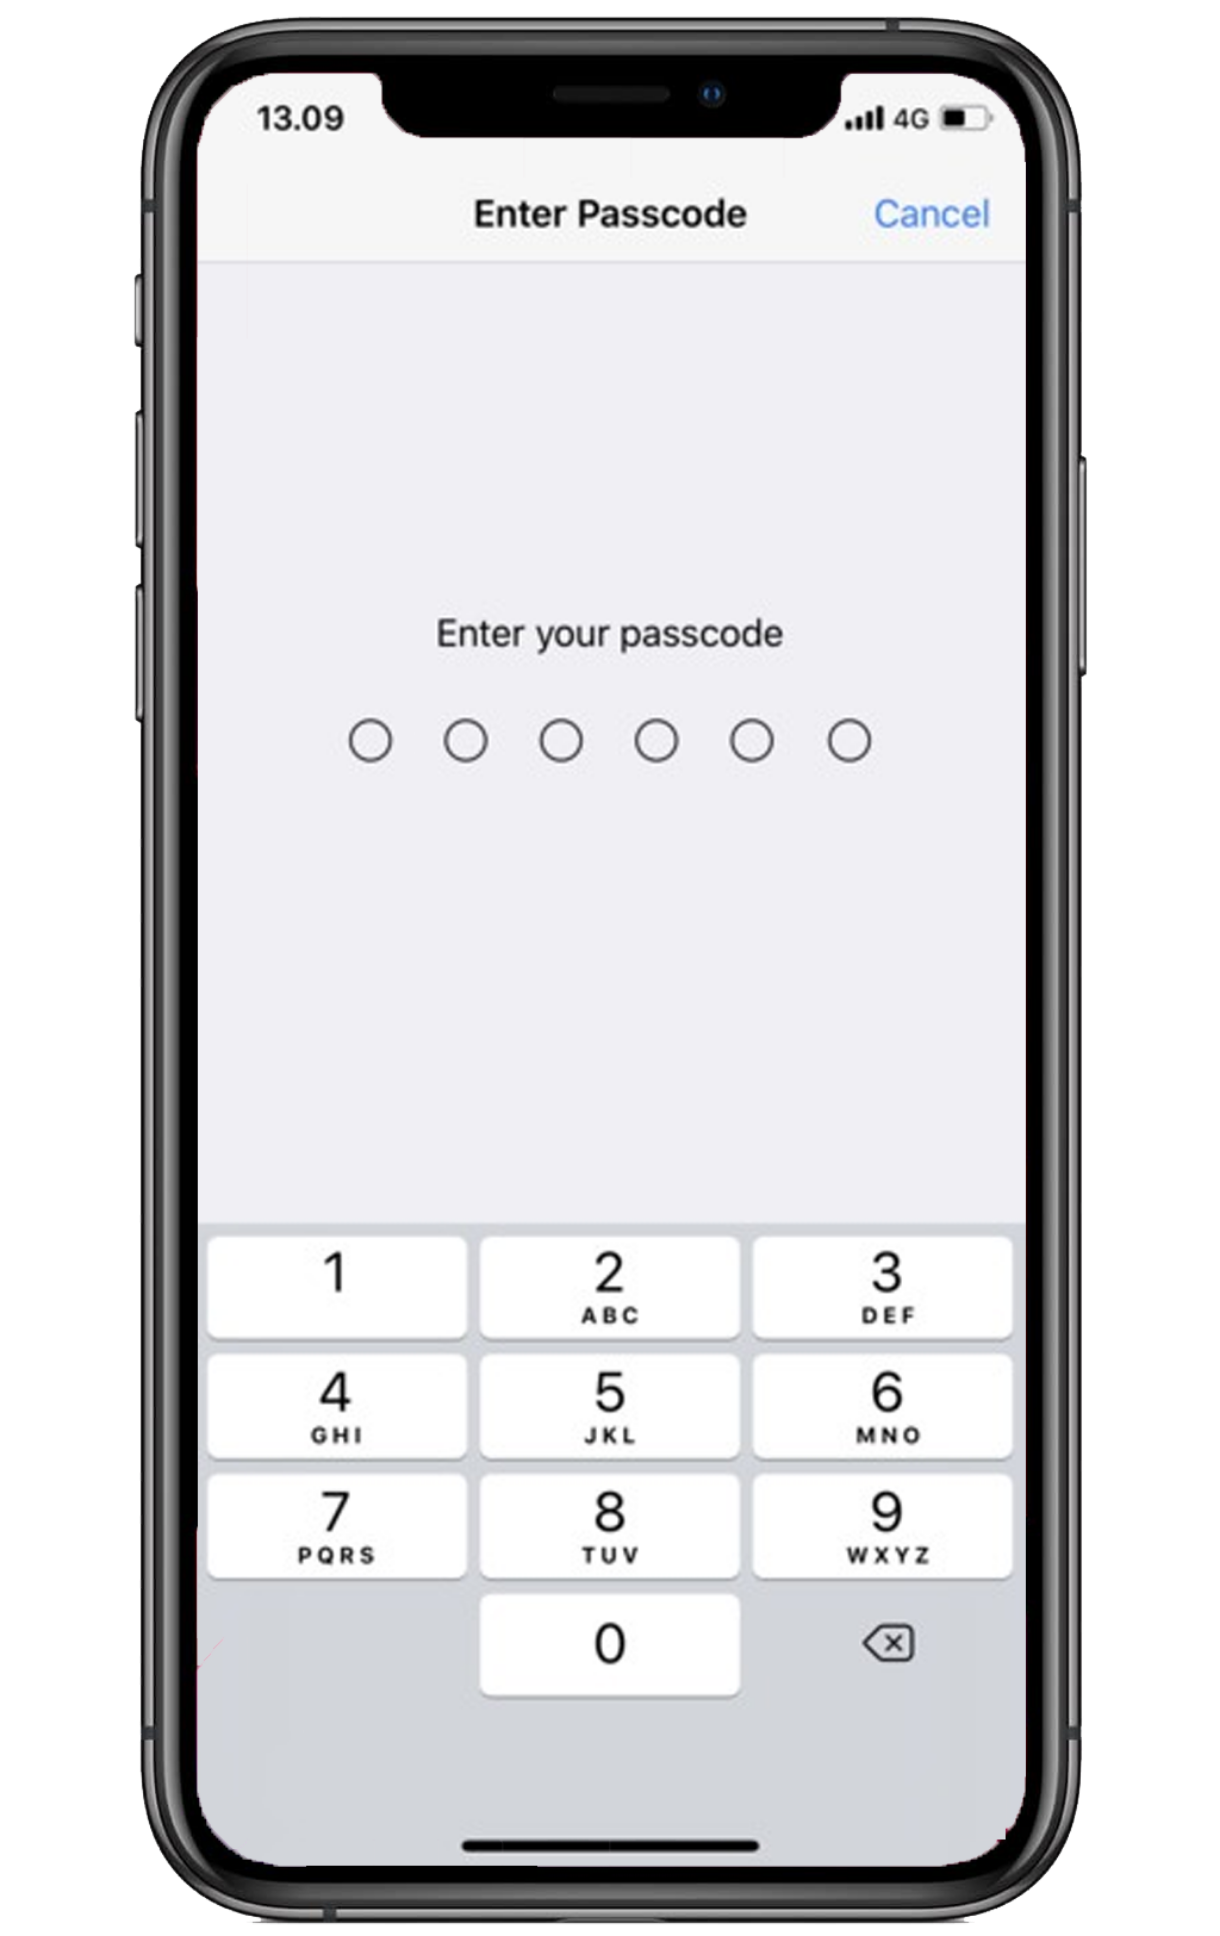 13.09 4G
Enter Passcode Cancel
Enter your passcode
1 2 3
ABC DEF
4 5 6
GHI JKL MNO
7 8 9
PQRS TUV WXYZ
0